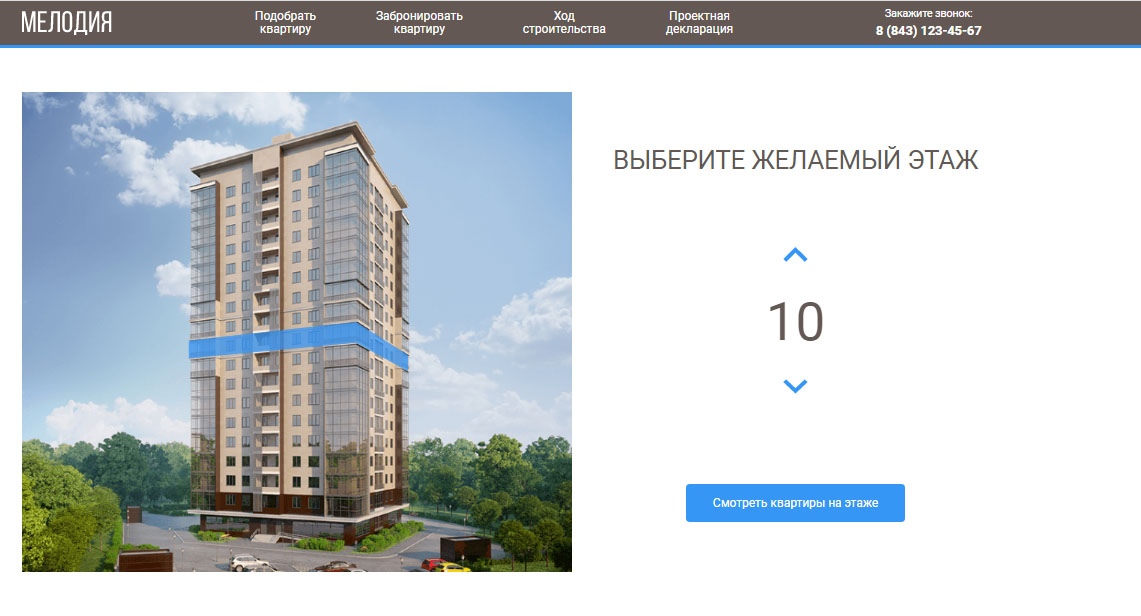 МЕЛОДИЯ
Подобрать
квартиру
Забронировать
квартиру
Ход
строительства
Проектная
декларация
Закажите звонок:
8 (843) 123-45-67
ВЫБЕРИТЕ ЖЕЛАЕМЫЙ ЭТАЖ
10
Смотреть квартиры на этаже